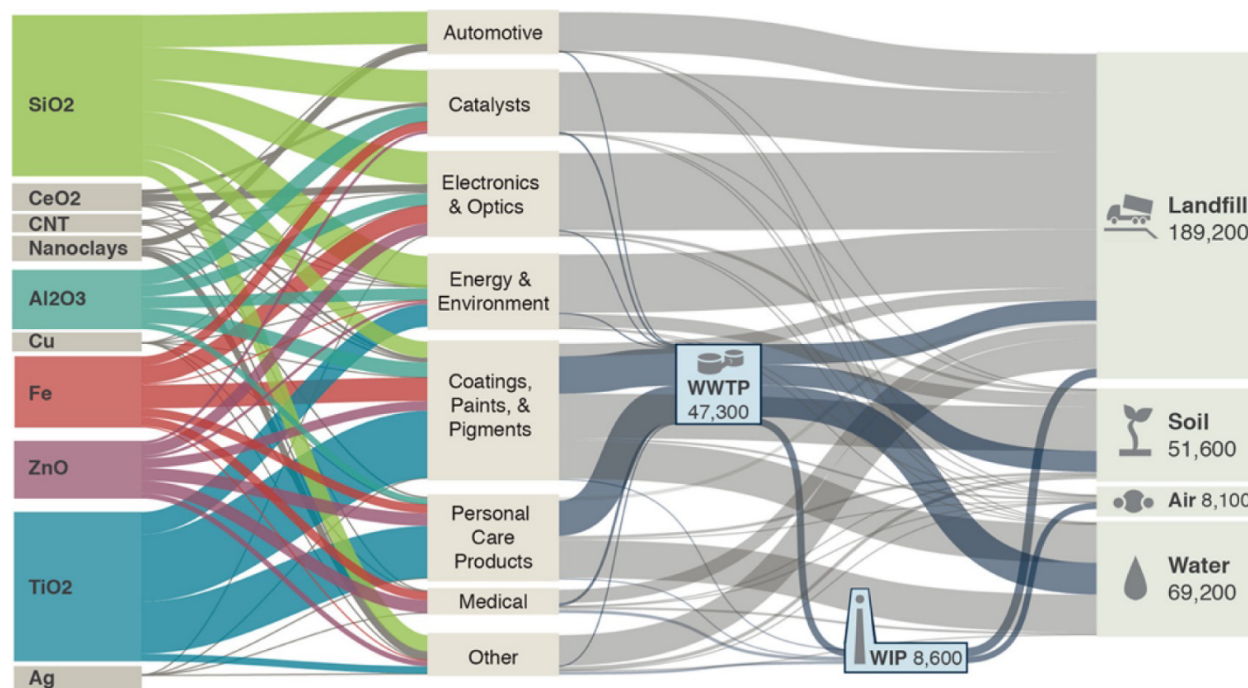 SiO2
CeO2
CNT
Nanoclays
Al2O3
Cu
Fe
ZnO
TiO2
Ag
Automotive
Catalysts
Electronics
& Optics
Energy &
Environment
Coatings,
Paints, &
Pigments
Personal
Care
Products
Medical
Other
WWTP
47,300
WIP 8,600
Landfill
189,200
Soil
51,600
Air 8,100
Water
69,200